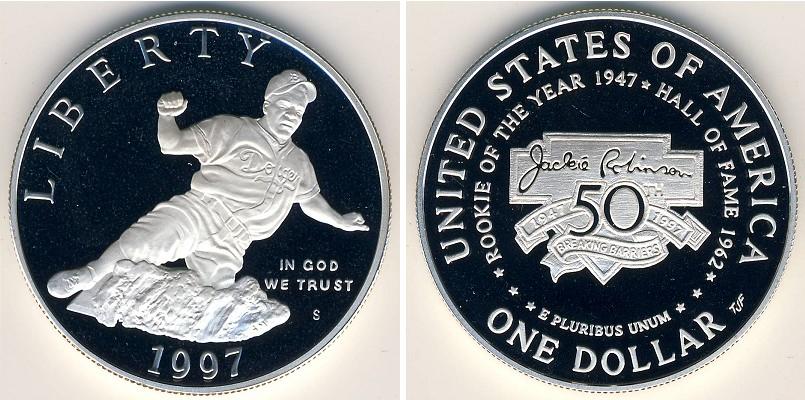 LIBERTY
Dodgers
IN GOD
WE TRUST
S
1997
UNITED STATES OF AMERICA
ROOKIE OF THE YEAR 1947 ★ HALL OF FAME 1962
Jackie Robinson
50TH
1947 1997
BREAKING BARRIERS
E PLURIBUS UNUM
TJF
ONE DOLLAR